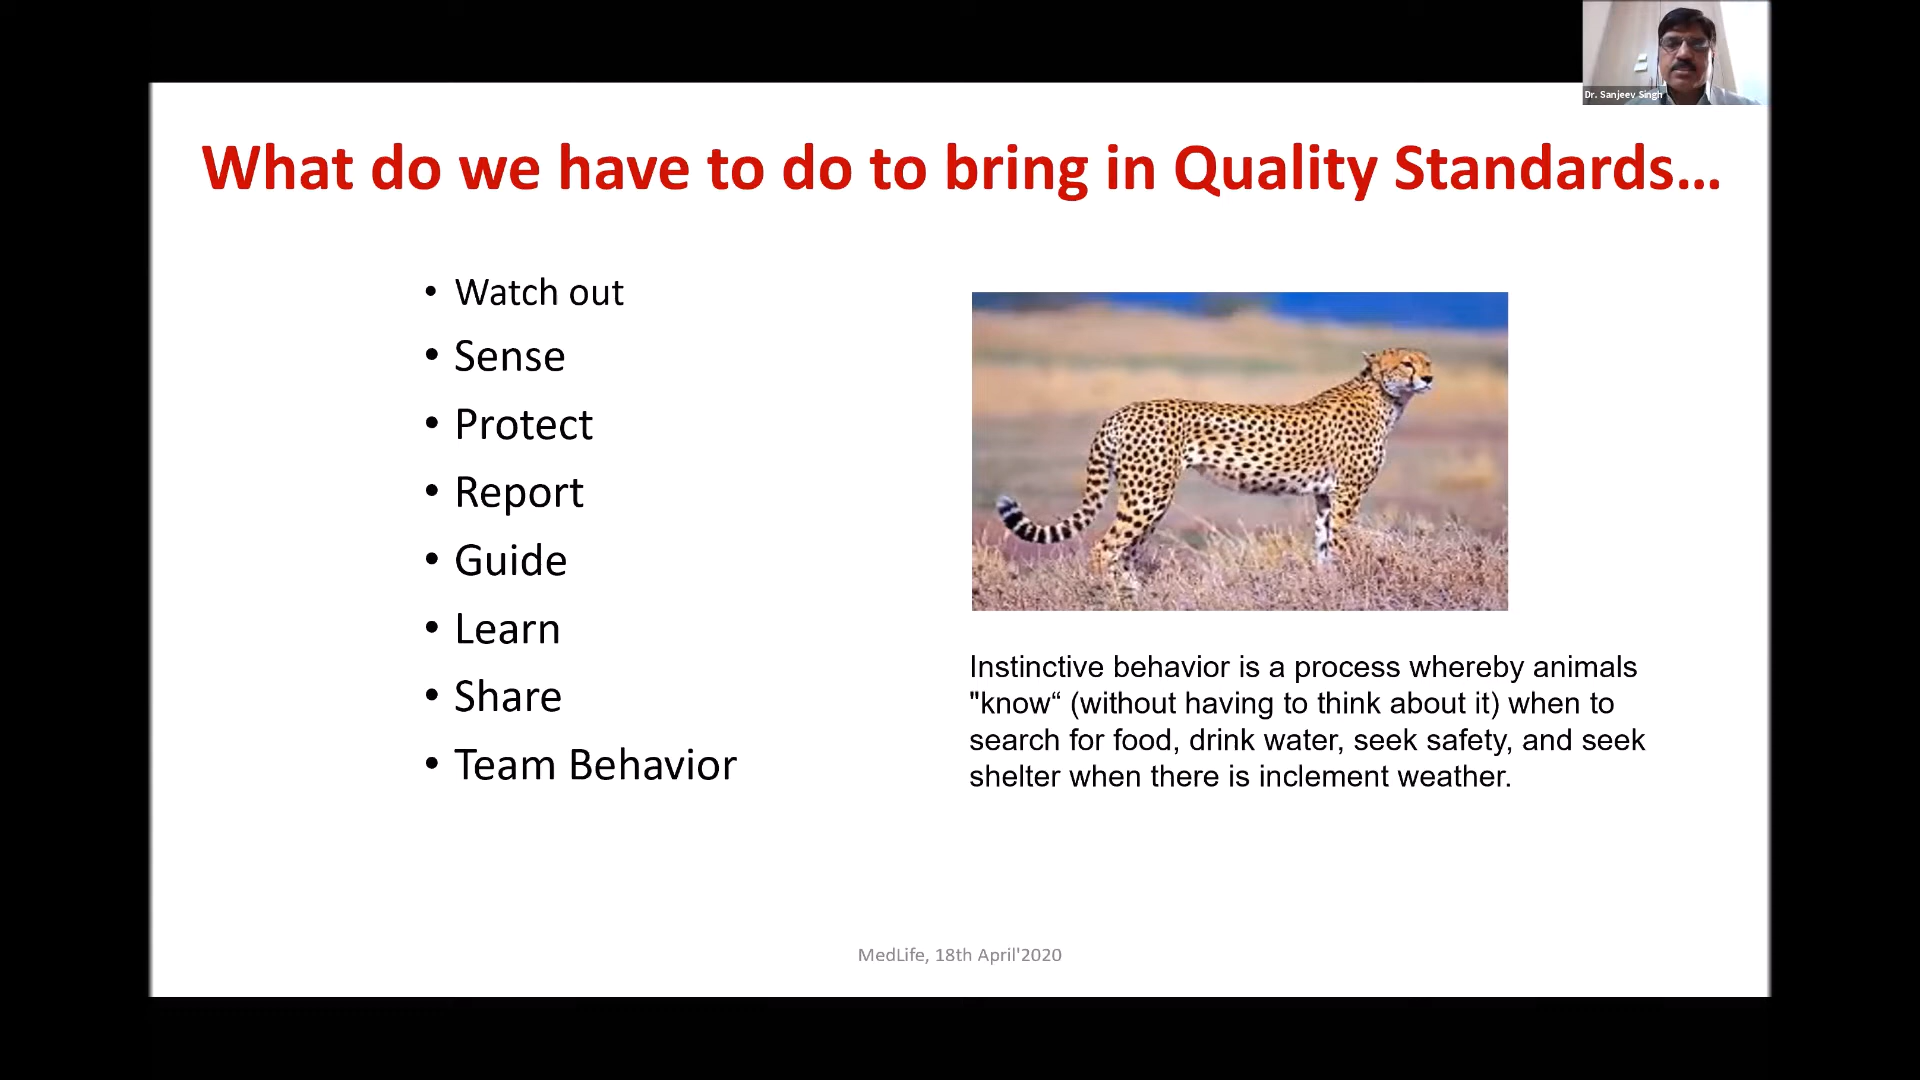 Dr. Sanjeev Singh
What do we have to do to bring in Quality Standards...
• Watch out
• Sense
• Protect
• Report
• Guide
• Learn
• Share
• Team Behavior
Instinctive behavior is a process whereby animals
"know“ (without having to think about it) when to
search for food, drink water, seek safety, and seek
shelter when there is inclement weather.
MedLife, 18th April'2020